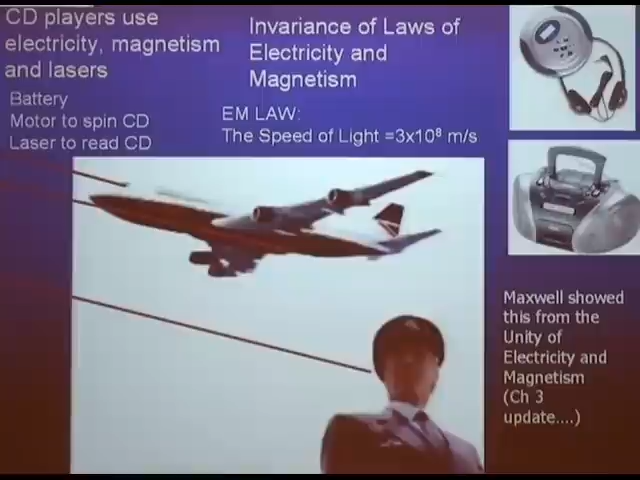 CD players use
electricity, magnetism
and lasers
Battery
Motor to spin CD
Laser to read CD
Invariance of Laws of
Electricity and
Magnetism
EM LAW:
The Speed of Light =3x10⁸ m/s
Maxwell showed
this from the
Unity of
Electricity and
Magnetism
(Ch 3
update....)